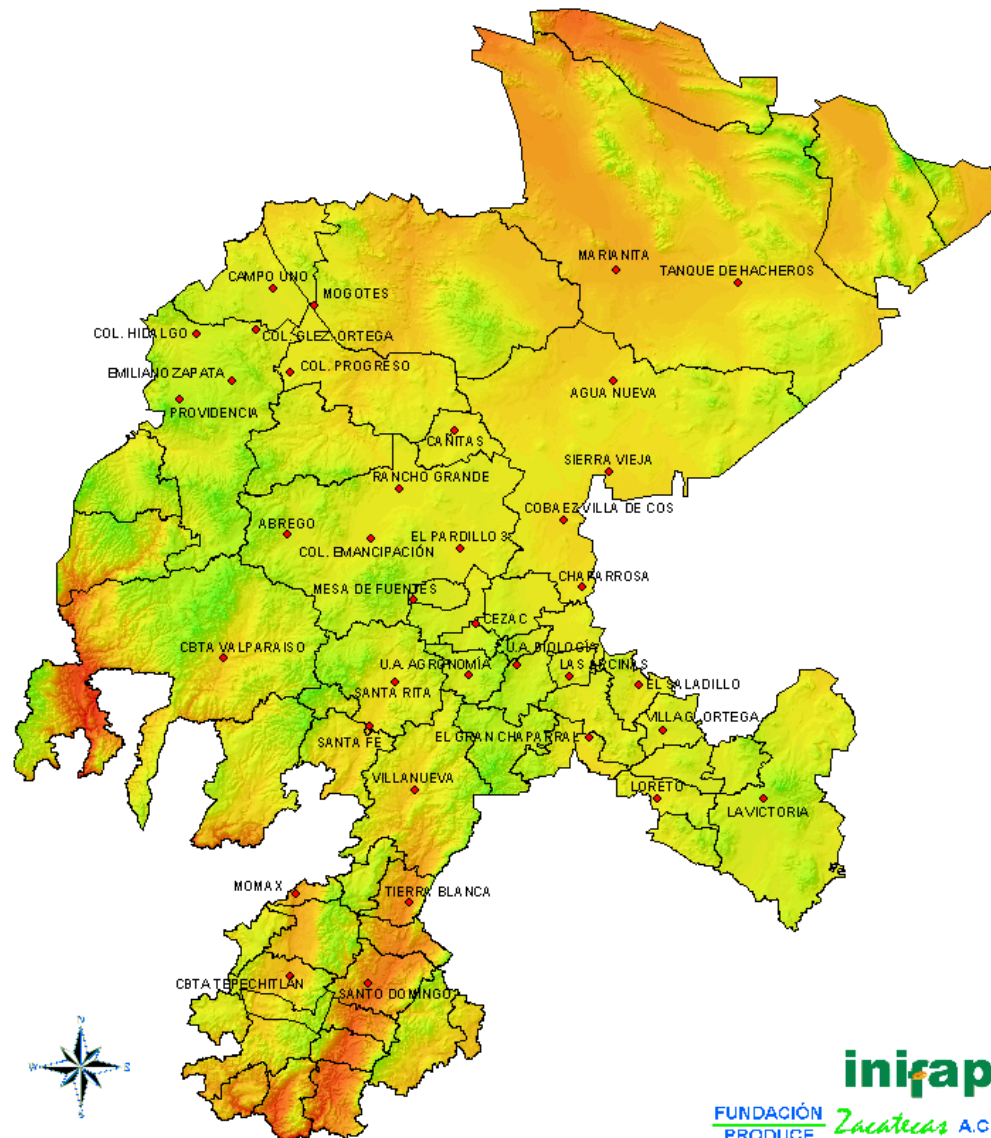 MARIANITA
TANQUE DE HACHEROS
CAMPO UNO
MOGOTES
COL. HIDALGO
COL. GLEZ. ORTEGA
EMILIANO ZAPATA
COL. PROGRESO
PROVIDENCIA
AGUA NUEVA
CAÑITAS
SIERRA VIEJA
RANCHO GRANDE
COBAEZ VILLA DE COS
ABREGO
EL PARDILLO 3
COL. EMANCIPACIÓN
CHAPARROSA
MESA DE FUENTES
CEZAC
CBTA VALPARAISO
U.A. BIOLOGÍA
U.A. AGRONOMÍA
LAS ARCINAS
SANTA RITA
EL SALADILLO
VILLA G. ORTEGA
SANTA FE
EL GRAN CHAPARRAL
VILLANUEVA
LORETO
LA VICTORIA
MOMAX
TIERRA BLANCA
CBTA TEPECHITLÁN
SANTO DOMINGO
N
W
S
inifap
FUNDACIÓN
PRODUCE
Zacatecas A.C